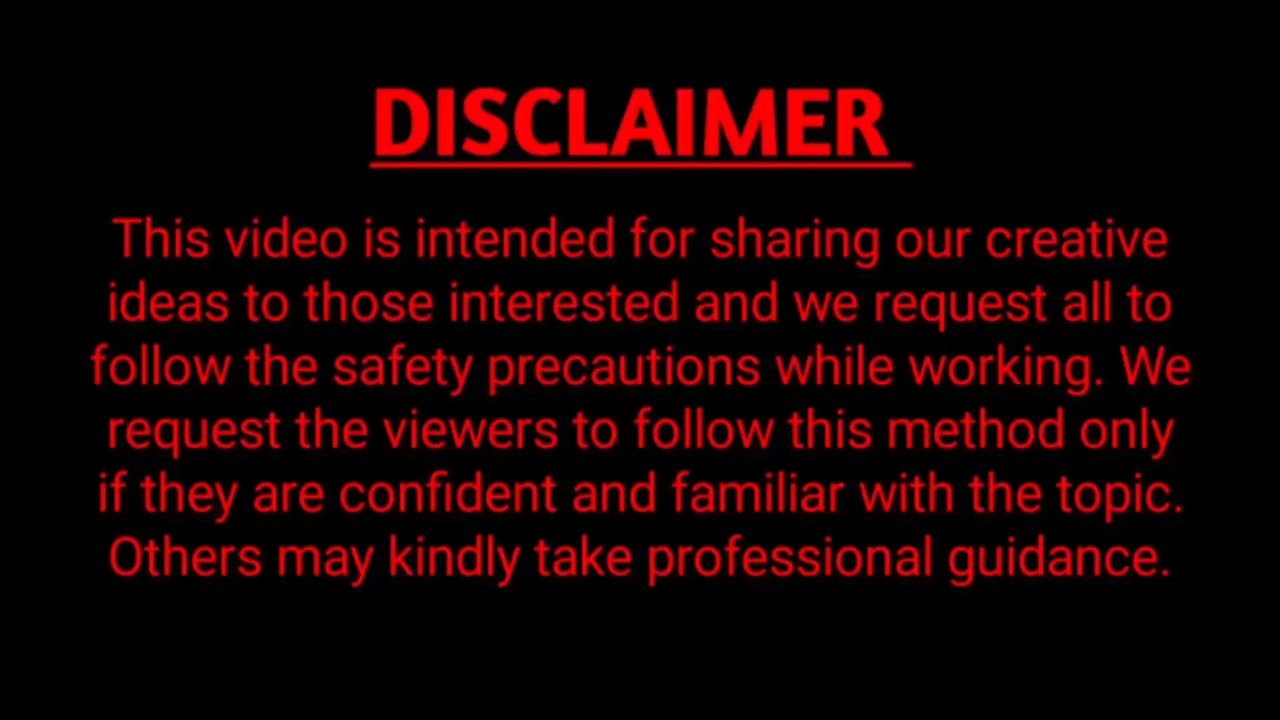 DISCLAIMER
This video is intended for sharing our creative
ideas to those interested and we request all to
follow the safety precautions while working. We
request the viewers to follow this method only
if they are confident and familiar with the topic.
Others may kindly take professional guidance.